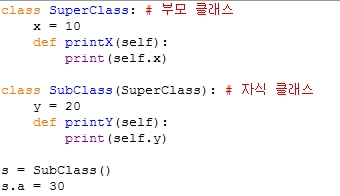 class SuperClass: # 부모 클래스
    x = 10
    def printX(self):
        print(self.x)

class SubClass(SuperClass): # 자식 클래스
    y = 20
    def printY(self):
        print(self.y)

s = SubClass()
s.a = 30